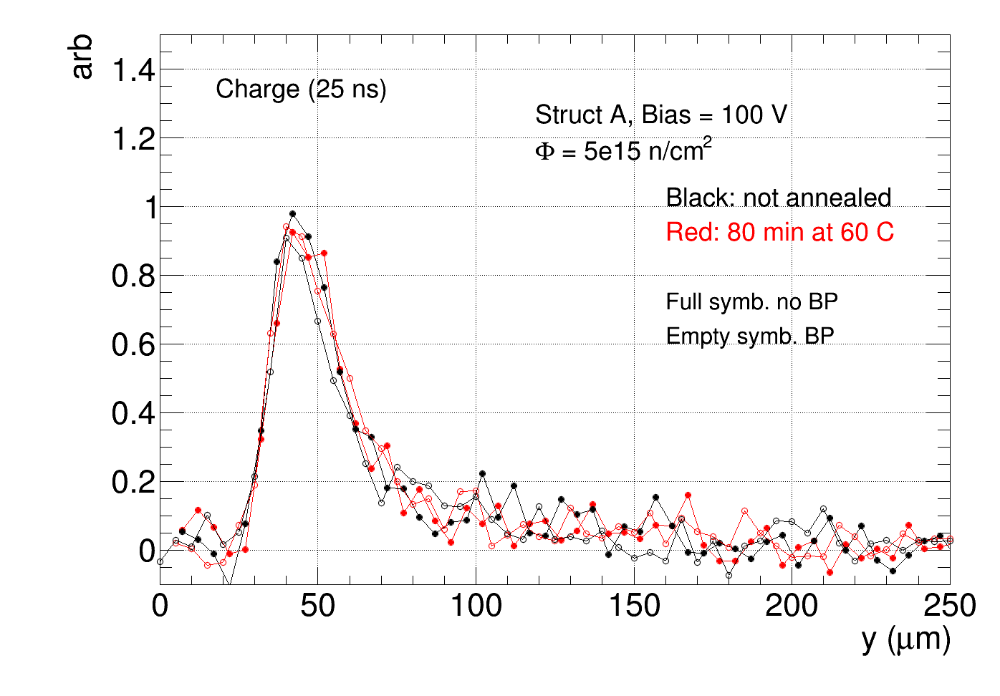 arb
1.4
Charge (25 ns)
Struct A, Bias = 100 V
1.2
Φ = 5e15 n/cm²
Black: not annealed
1
Red: 80 min at 60 C
0.8
Full symb. no BP
Empty symb. BP
0.6
0.4
0.2
0
0 50 100 150 200 250
y (μm)